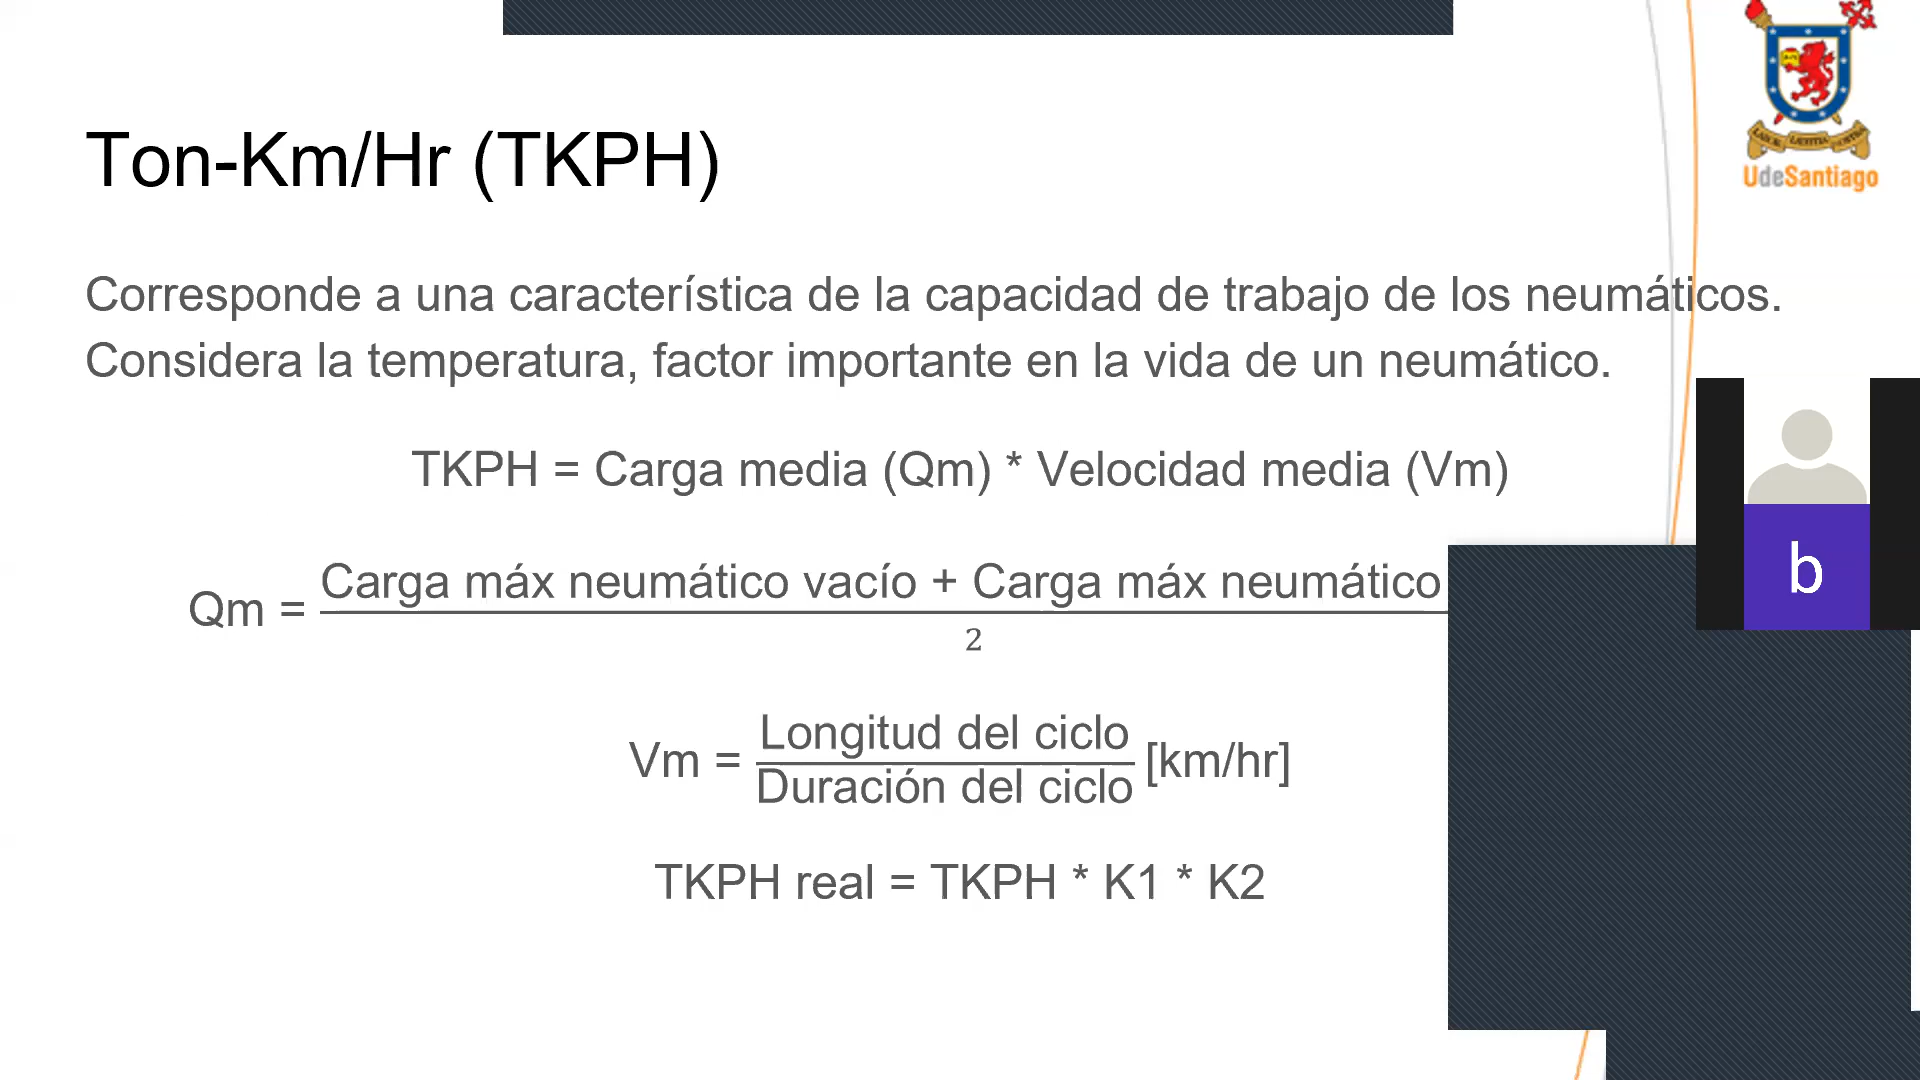 Ton-Km/Hr (TKPH)
UdeSantiago
Corresponde a una característica de la capacidad de trabajo de los neumáticos.
Considera la temperatura, factor importante en la vida de un neumático.
TKPH = Carga media (Qm) * Velocidad media (Vm)
Qm = Carga máx neumático vacío + Carga máx neumático
2
Vm = Longitud del ciclo
Duración del ciclo [km/hr]
TKPH real = TKPH * K1 * K2
b